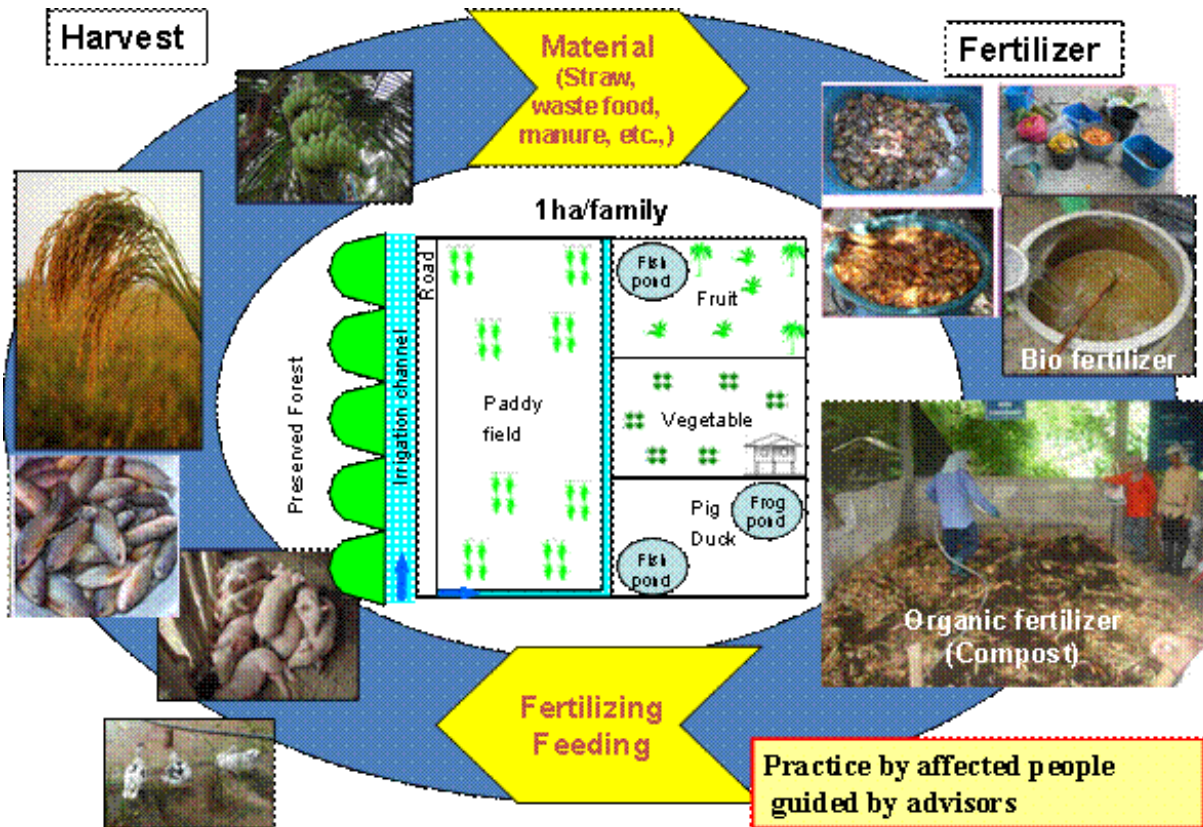 Harvest
Material
(Straw,
waste food,
manure, etc.,)
Fertilizer
1ha/family
Preserved Forest
Irrigation channel
Road
Paddy
field
Fish
pond
Fruit
Vegetable
Pig
Duck
Frog
pond
Fish
pond
Bio fertilizer
Organic fertilizer
(Compost)
Fertilizing
Feeding
Practice by affected people
guided by advisors